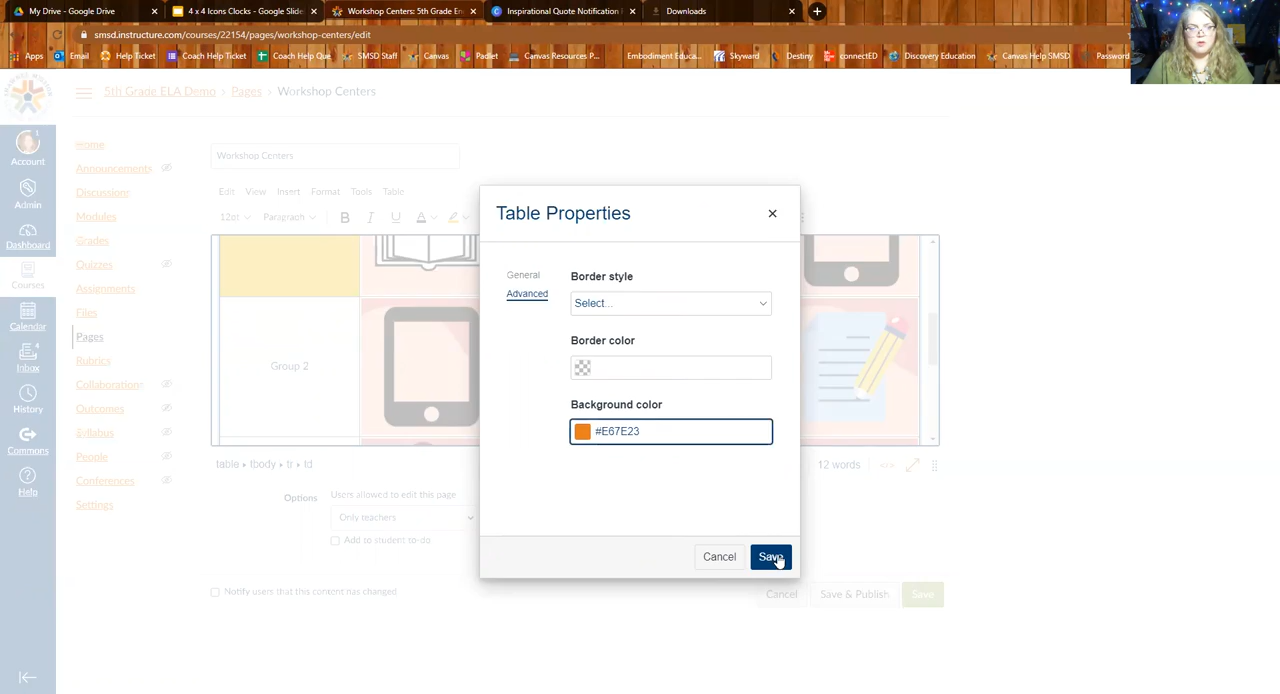 My Drive - Google Drive
4 x 4 Icons Clocks - Google Slide
Workshop Centers: 5th Grade En
Inspirational Quote Notification
Downloads
smsd.instructure.com/courses/22154/pages/workshop-centers/edit
Apps
Email
Help Ticket
Coach Help Ticket
Coach Help Que
SMSD Staff
Canvas
Padlet
Canvas Resources P...
Embodiment Educa...
Skyward
Destiny
connectED
Discovery Education
Canvas Help SMSD
Password
5th Grade ELA Demo > Pages > Workshop Centers
Account
Admin
Dashboard
Courses
Calendar
Inbox
4
History
Commons
Help
Home
Announcements
Discussions
Modules
Grades
Quizzes
Assignments
Files
Pages
Rubrics
Collaborations
Outcomes
Syllabus
People
Conferences
Settings
Workshop Centers
Edit View Insert Format Tools Table
12pt Paragraph B I U A
Group 2
table ▸ tbody ▸ tr ▸ td
12 words
</>
Options
Users allowed to edit this page
Only teachers
Add to student to-do
Notify users that this content has changed
Cancel
Save & Publish
Save
Table Properties
General
Advanced
Border style
Select...
Border color
Background color
#E67E23
Cancel
Save